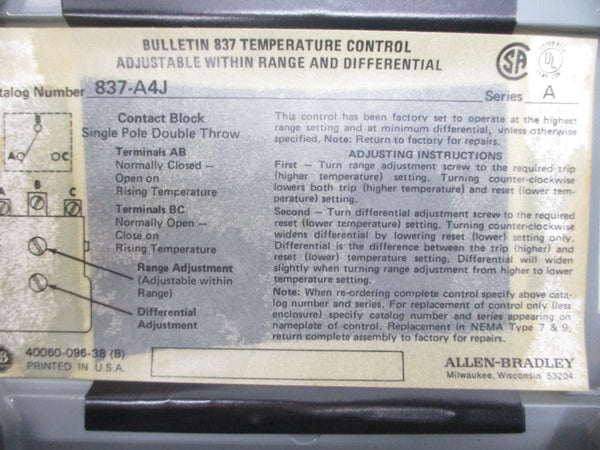 BULLETIN 837 TEMPERATURE CONTROL
ADJUSTABLE WITHIN RANGE AND DIFFERENTIAL
SA
UL
atalog Number 837-A4J
Series A
B
A C
A B C
Contact Block
Single Pole Double Throw
Terminals AB
Normally Closed –
Open on
Rising Temperature
Terminals BC
Normally Open –
Close on
Rising Temperature
Range Adjustment
(Adjustable within
Range)
Differential
Adjustment
This control has been factory set to operate at the highest
range setting and at minimum differential, unless otherwise
specified. Note: Return to factory for repairs.
ADJUSTING INSTRUCTIONS
First – Turn range adjustment screw to the required trip
(higher temperature) setting. Turning counter-clockwise
lowers both trip (higher temperature) and reset (lower tem-
perature) setting.
Second – Turn differential adjustment screw to the required
reset (lower temperature) setting. Turning counter-clockwise
widens differential by lowering reset (lower) setting only.
Differential is the difference between the trip (higher) and
reset (lower temperature) setting. Differential will widen
slightly when turning range adjustment from higher to lower
temperature setting.
Note: When re-ordering complete control specify above cata-
log number and series. For replacement of control only (less
enclosure) specify catalog number and series appearing on
nameplate of control. Replacement in NEMA Type 7 & 9,
return complete assembly to factory for repairs.
40060-096-38 (B)
PRINTED IN U.S.A.
ALLEN-BRADLEY
Milwaukee, Wisconsin 53204